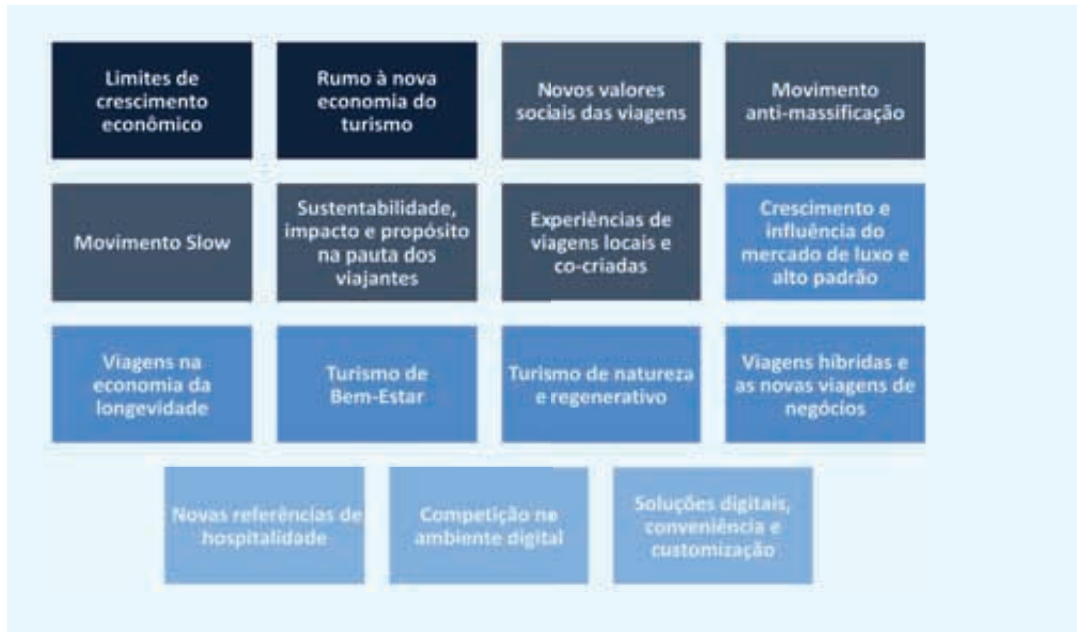 Limites de
crescimento
econômico
Rumo à nova
economia do
turismo
Novos valores
sociais das viagens
Movimento
anti-massificação
Movimento Slow
Sustentabilidade,
impacto e propósito
na pauta dos
viajantes
Experiências de
viagens locais e
co-criadas
Crescimento e
influência do
mercado de luxo e
alto padrão
Viagens na
economia da
longevidade
Turismo de
Bem-Estar
Turismo de natureza
e regenerativo
Viagens híbridas e
as novas viagens de
negócios
Novas referências de
hospitalidade
Competição no
ambiente digital
Soluções digitais,
conveniência e
customização